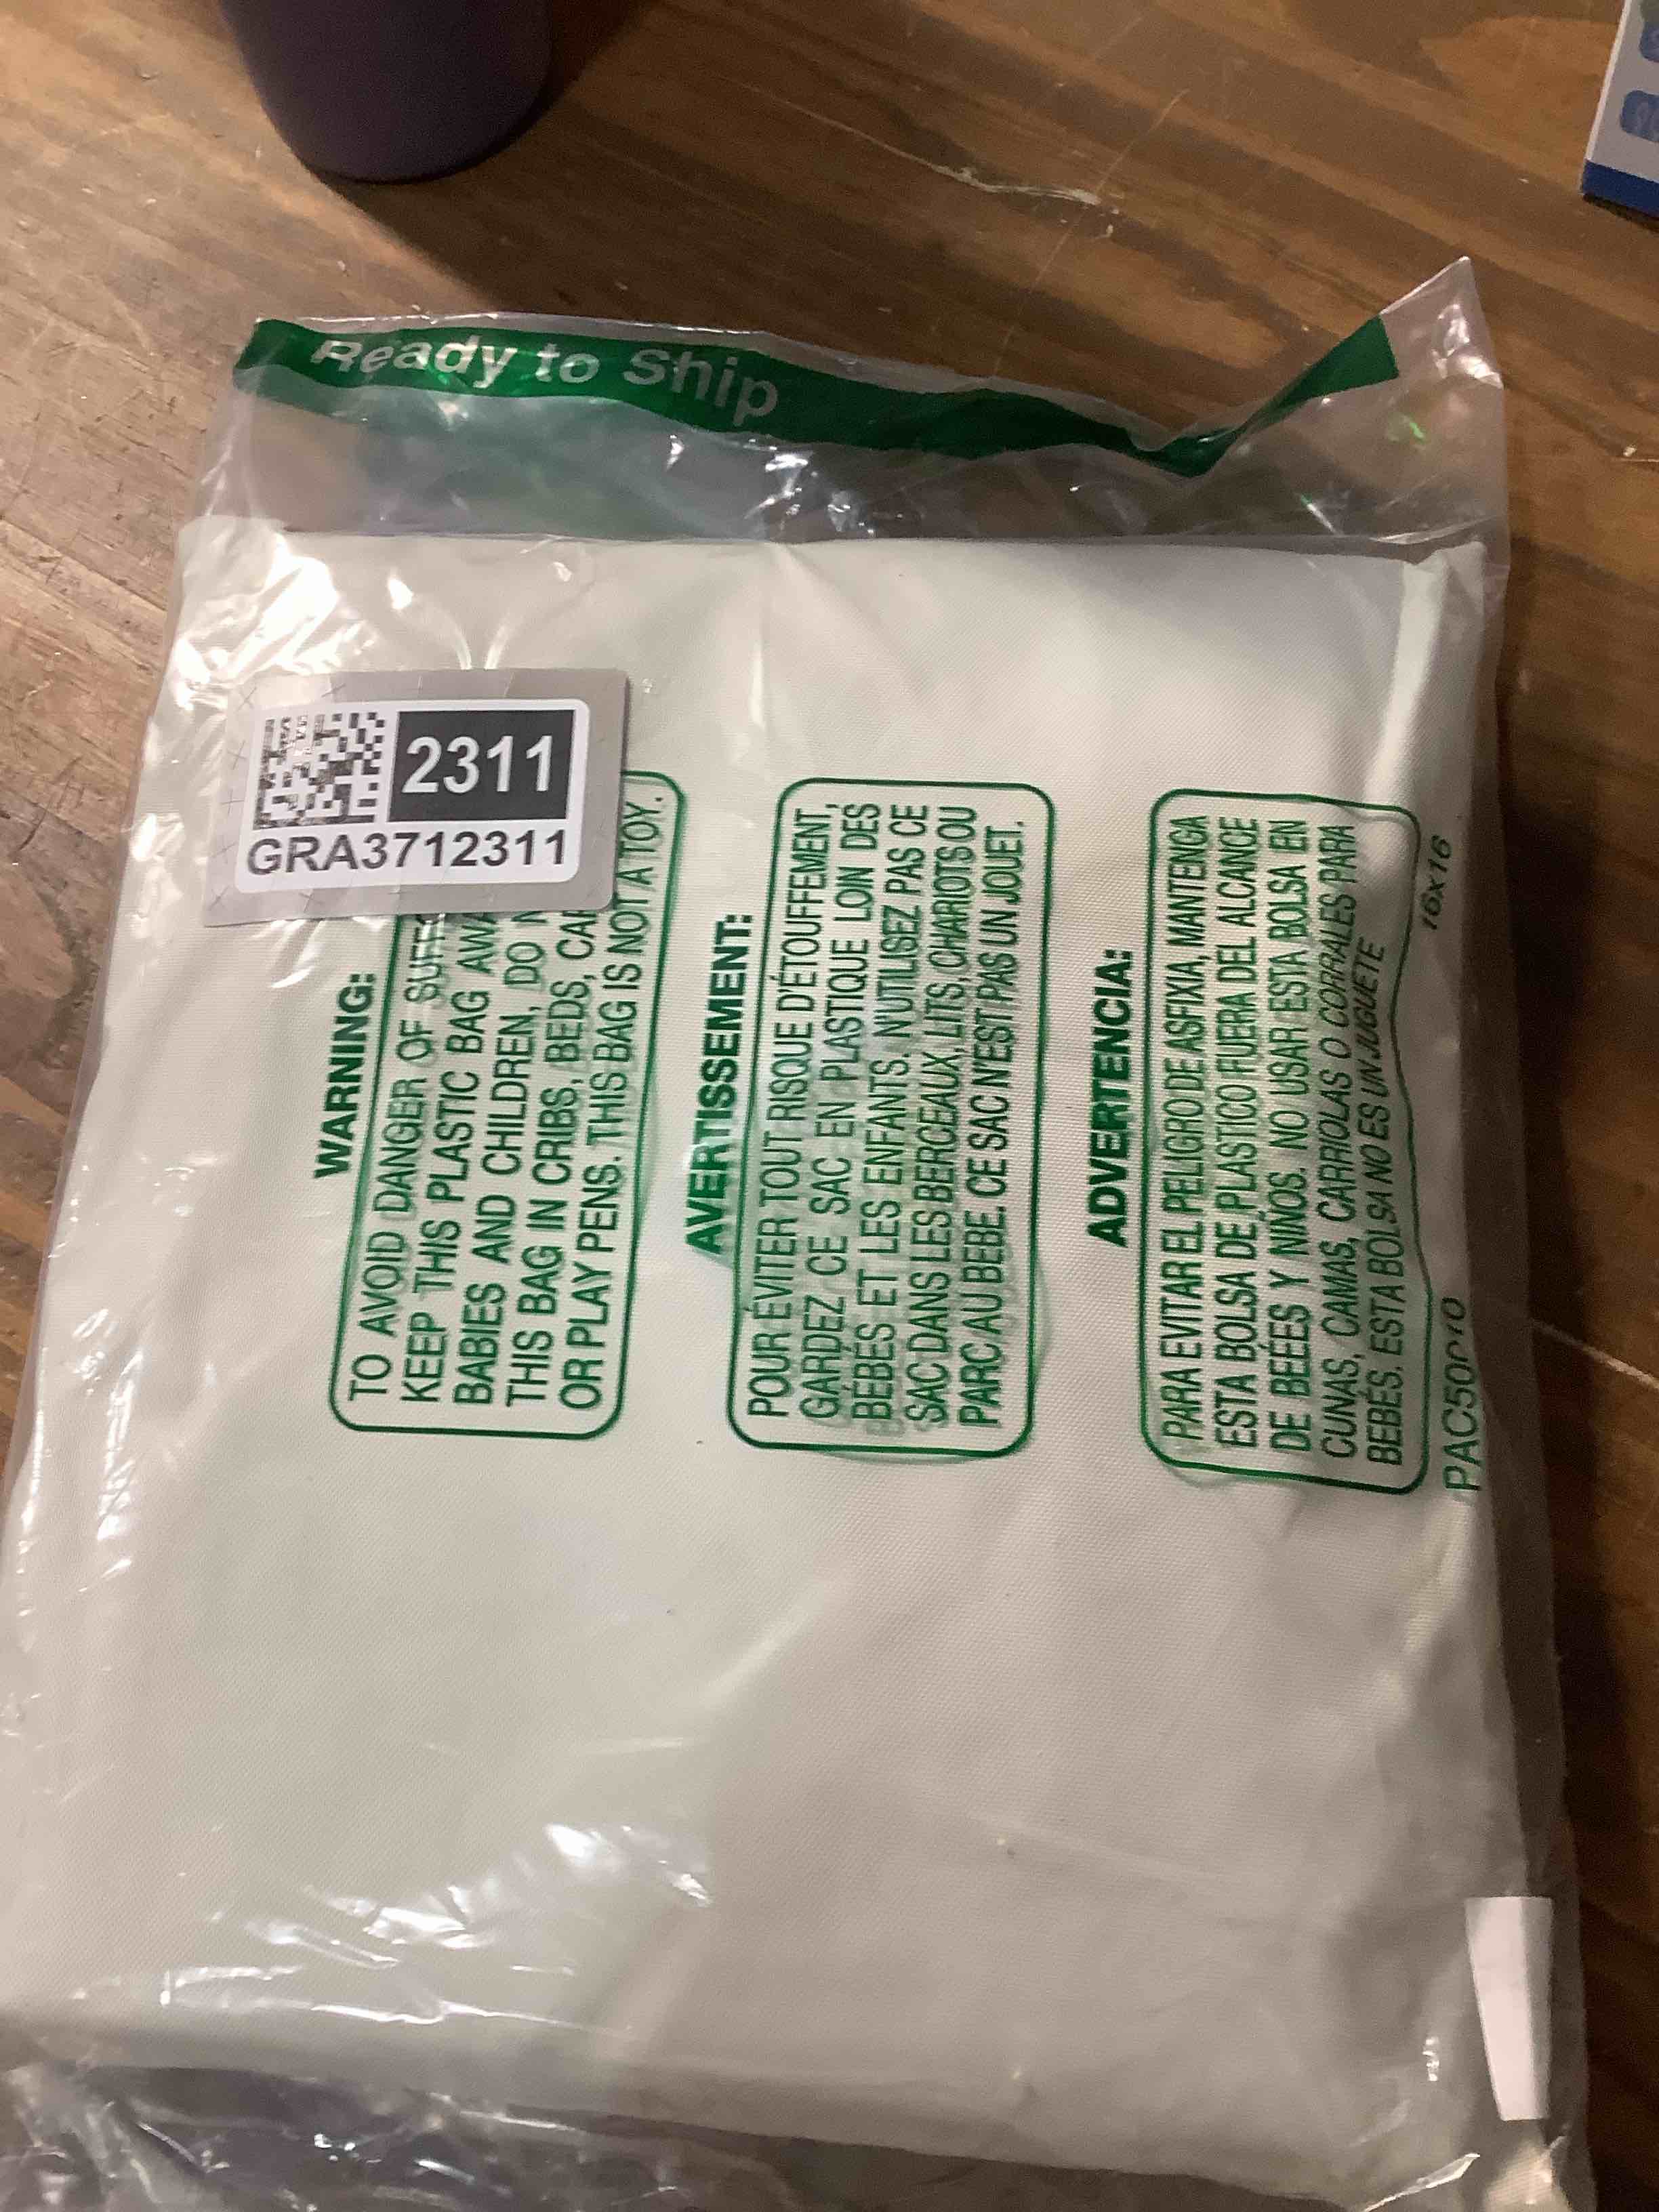 Ready to Ship
2311
GRA3712311
WARNING:
TO AVOID DANGER OF
KEEP THIS PLASTIC BAG
BABIES AND CHILDREN, DO
THIS BAG IN CRIBS, BEDS,
OR PLAY PENS. THIS BAG IS NOT A TOY.
AVERTISSEMENT:
POUR ÉVITER TOUT RISQUE D'ÉTOUFFEMENT,
GARDEZ CE SAC EN PLASTIQUE LOIN DES
BEBES ET LES ENFANTS. N'UTILISEZ PAS CE
SAC DANS LES BERCEAUX, LITS, CHARIOTS OU
PARC AU BEBE. CE SAC N'EST PAS UN JOUET.
ADVERTENCIA:
PARA EVITAR EL PELIGRO DE ASFIXIA, MANTENGA
ESTA BOLSA DE PLASTICO FUERA DEL ALCANCE
DE BEÉES Y NIÑOS. NO USAR ESTA BOLSA EN
CUNAS, CAMAS, CARRIOLAS O CORRALES PARA
BEBÉS. ESTA BOLSA NO ES UN JUGUETE
16x16